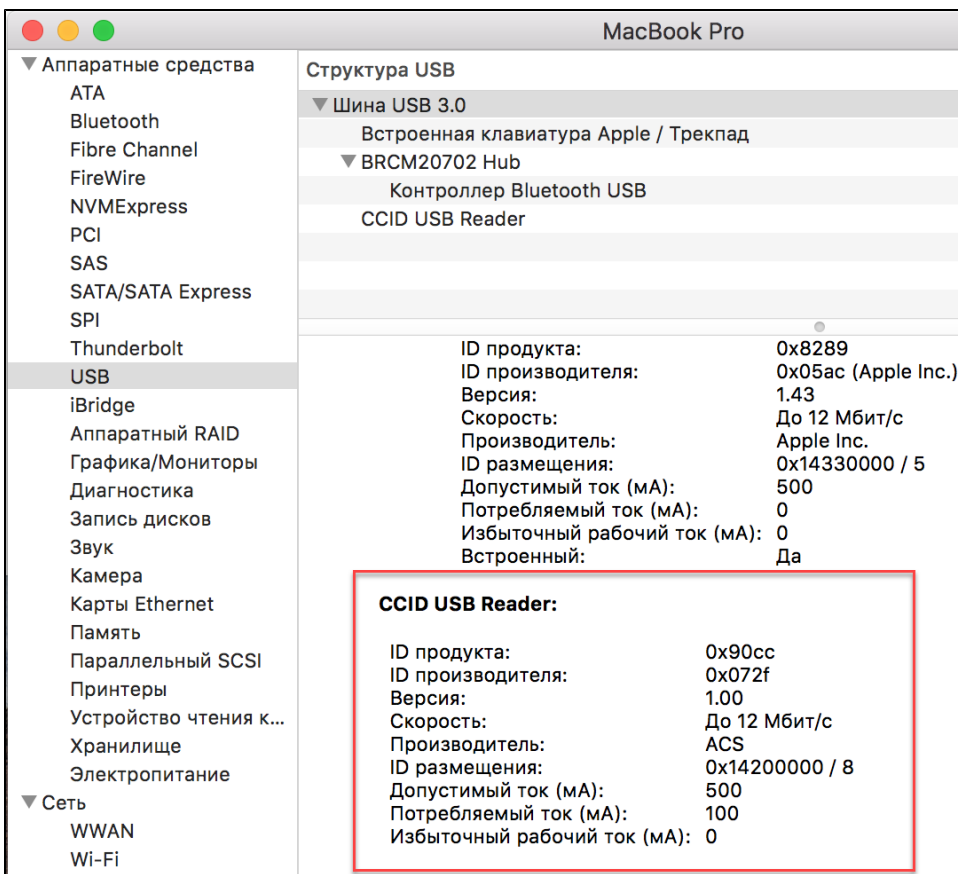 MacBook Pro
Аппаратные средства
ATA
Bluetooth
Fibre Channel
FireWire
NVMExpress
PCI
SAS
SATA/SATA Express
SPI
Thunderbolt
USB
iBridge
Аппаратный RAID
Графика/Мониторы
Диагностика
Запись дисков
Звук
Камера
Карты Ethernet
Память
Параллельный SCSI
Принтеры
Устройство чтения к...
Хранилище
Электропитание
Сеть
WWAN
Wi-Fi
Структура USB
Шина USB 3.0
Встроенная клавиатура Apple / Трекпад
BRCM20702 Hub
Контроллер Bluetooth USB
CCID USB Reader
ID продукта: 0x8289
ID производителя: 0x05ac (Apple Inc.)
Версия: 1.43
Скорость: До 12 Мбит/с
Производитель: Apple Inc.
ID размещения: 0x14330000 / 5
Допустимый ток (мА): 500
Потребляемый ток (мА): 0
Избыточный рабочий ток (мА): 0
Встроенный: Да
CCID USB Reader:
ID продукта: 0x90cc
ID производителя: 0x072f
Версия: 1.00
Скорость: До 12 Мбит/с
Производитель: ACS
ID размещения: 0x14200000 / 8
Допустимый ток (мА): 500
Потребляемый ток (мА): 100
Избыточный рабочий ток (мА): 0